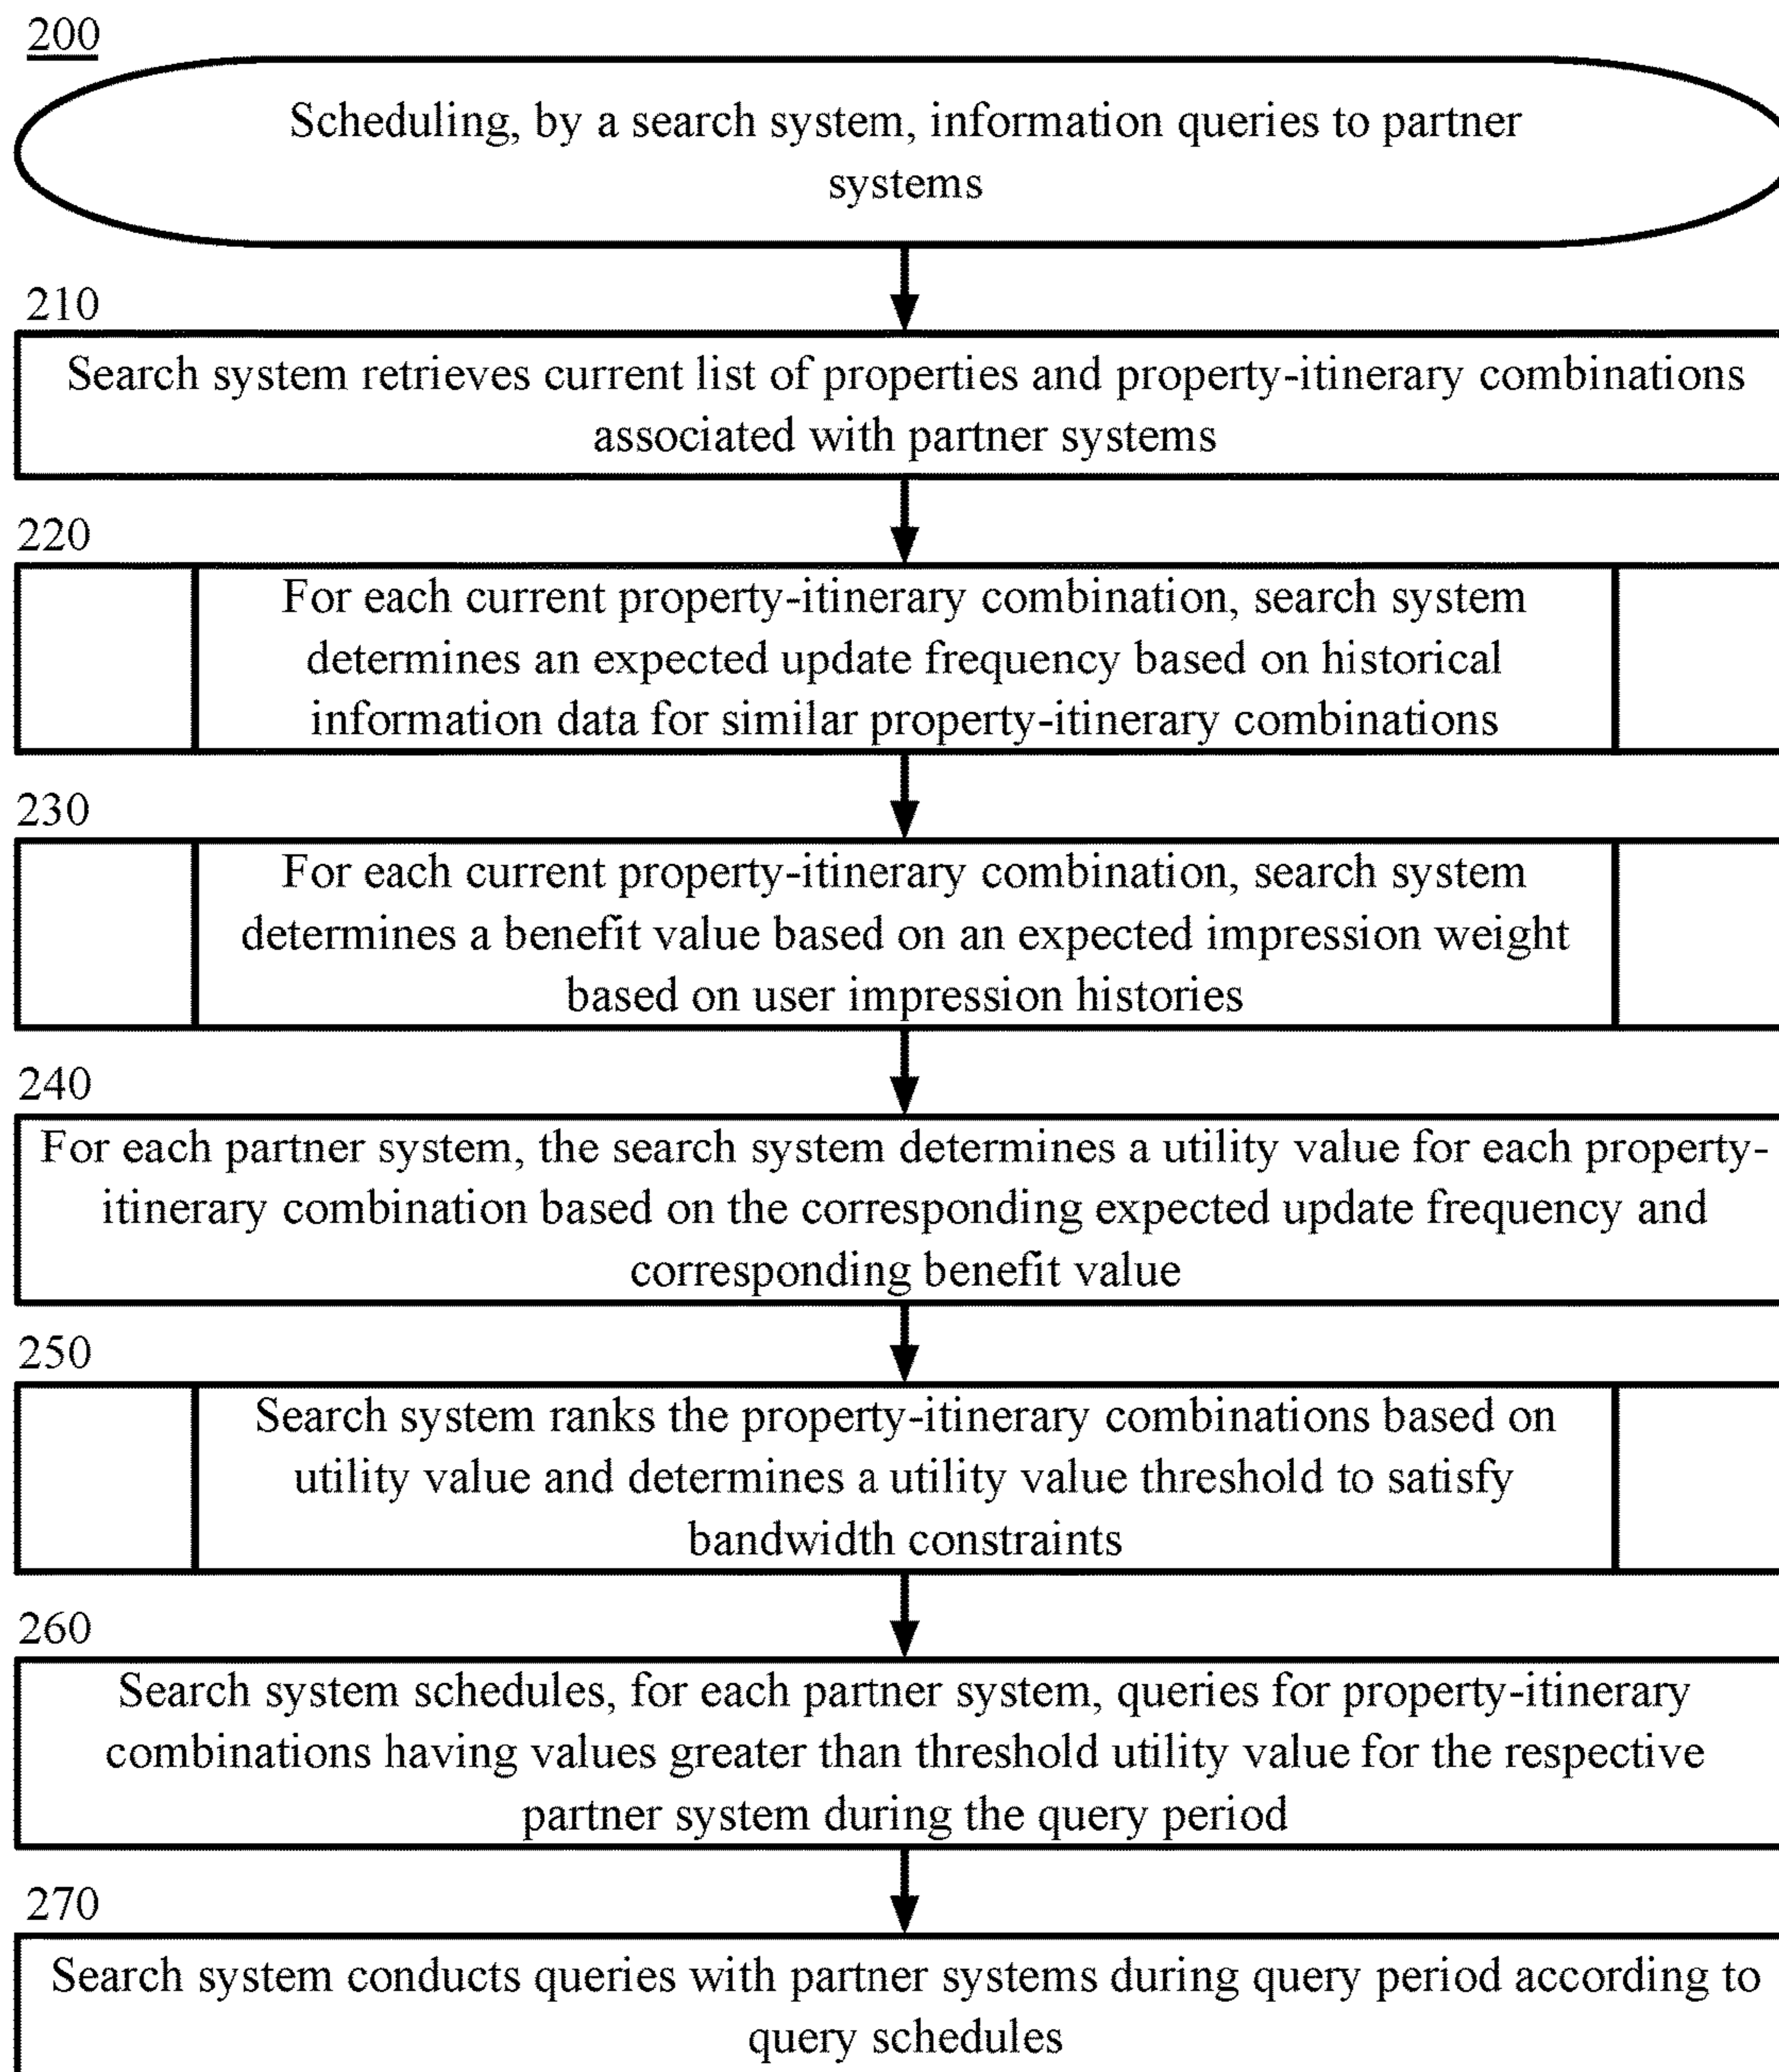 200
Scheduling, by a search system, information queries to partner
systems
210
Search system retrieves current list of properties and property-itinerary combinations
associated with partner systems
220
For each current property-itinerary combination, search system
determines an expected update frequency based on historical
information data for similar property-itinerary combinations
230
For each current property-itinerary combination, search system
determines a benefit value based on an expected impression weight
based on user impression histories
240
For each partner system, the search system determines a utility value for each property-
itinerary combination based on the corresponding expected update frequency and
corresponding benefit value
250
Search system ranks the property-itinerary combinations based on
utility value and determines a utility value threshold to satisfy
bandwidth constraints
260
Search system schedules, for each partner system, queries for property-itinerary
combinations having values greater than threshold utility value for the respective
partner system during the query period
270
Search system conducts queries with partner systems during query period according to
query schedules